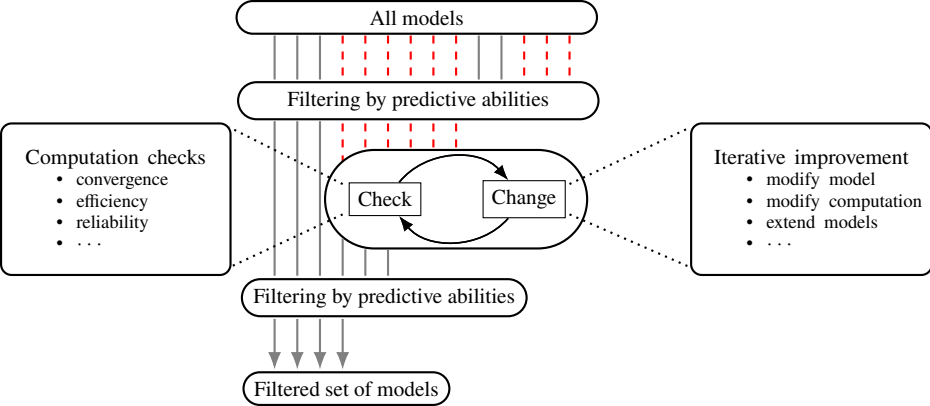 All models
Filtering by predictive abilities
Computation checks
• convergence
• efficiency
• reliability
• . . .
Check
Change
Iterative improvement
• modify model
• modify computation
• extend models
• . . .
Filtering by predictive abilities
Filtered set of models